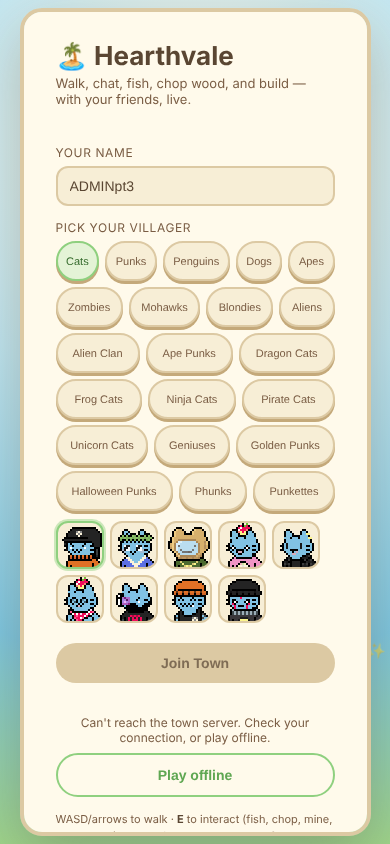 🏝️ Hearthvale
Walk, chat, fish, chop wood, and build —
with your friends, live.
YOUR NAME
ADMINpt3
PICK YOUR VILLAGER
Cats Punks Penguins Dogs Apes
Zombies Mohawks Blondies Aliens
Alien Clan Ape Punks Dragon Cats
Frog Cats Ninja Cats Pirate Cats
Unicorn Cats Geniuses Golden Punks
Halloween Punks Phunks Punkettes
Join Town
Can't reach the town server. Check your
connection, or play offline.
Play offline
WASD/arrows to walk · E to interact (fish, chop, mine,